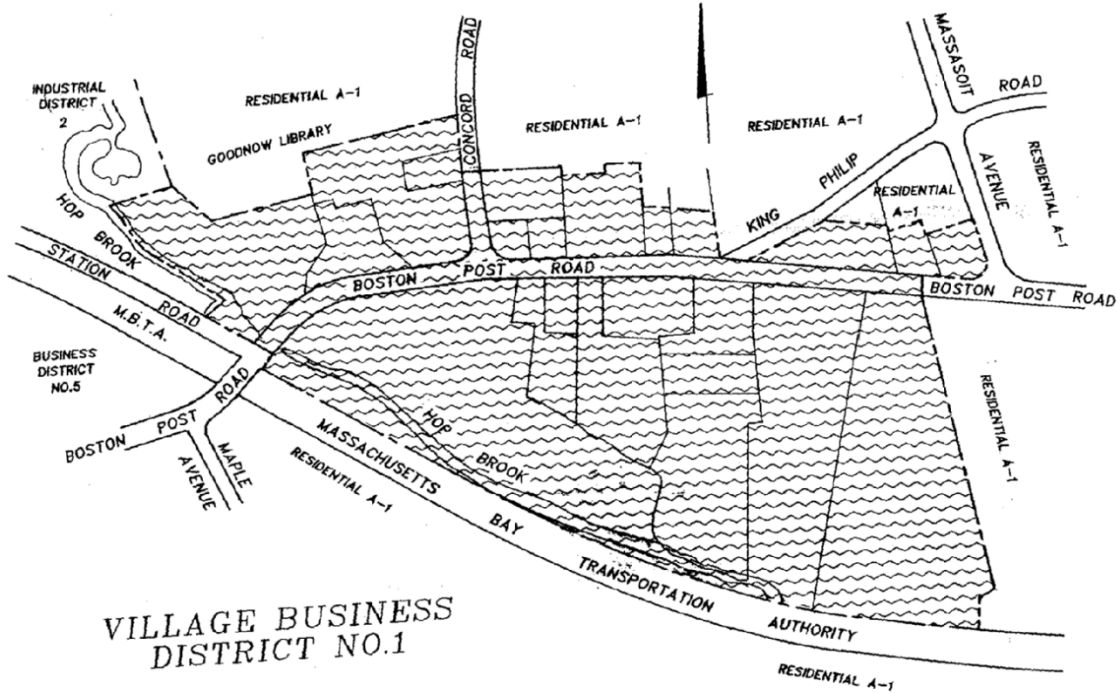 MASSASOIT
ROAD
ROAD
CONCORD
INDUSTRIAL
DISTRICT
2
RESIDENTIAL A-1
GOODNOW LIBRARY
RESIDENTIAL A-1
RESIDENTIAL A-1
PHILIP
KING
RESIDENTIAL
A-1
AVENUE
RESIDENTIAL A-1
HOP
BROOK
STATION
ROAD
M.B.T.A.
BOSTON POST ROAD
BOSTON POST ROAD
BUSINESS
DISTRICT
NO.5
BOSTON POST ROAD
MAPLE
AVENUE
HOP
BROOK
RESIDENTIAL A-1
RESIDENTIAL A-1
MASSACHUSETTS
BAY
TRANSPORTATION
AUTHORITY
RESIDENTIAL A-1
VILLAGE BUSINESS
DISTRICT NO.1